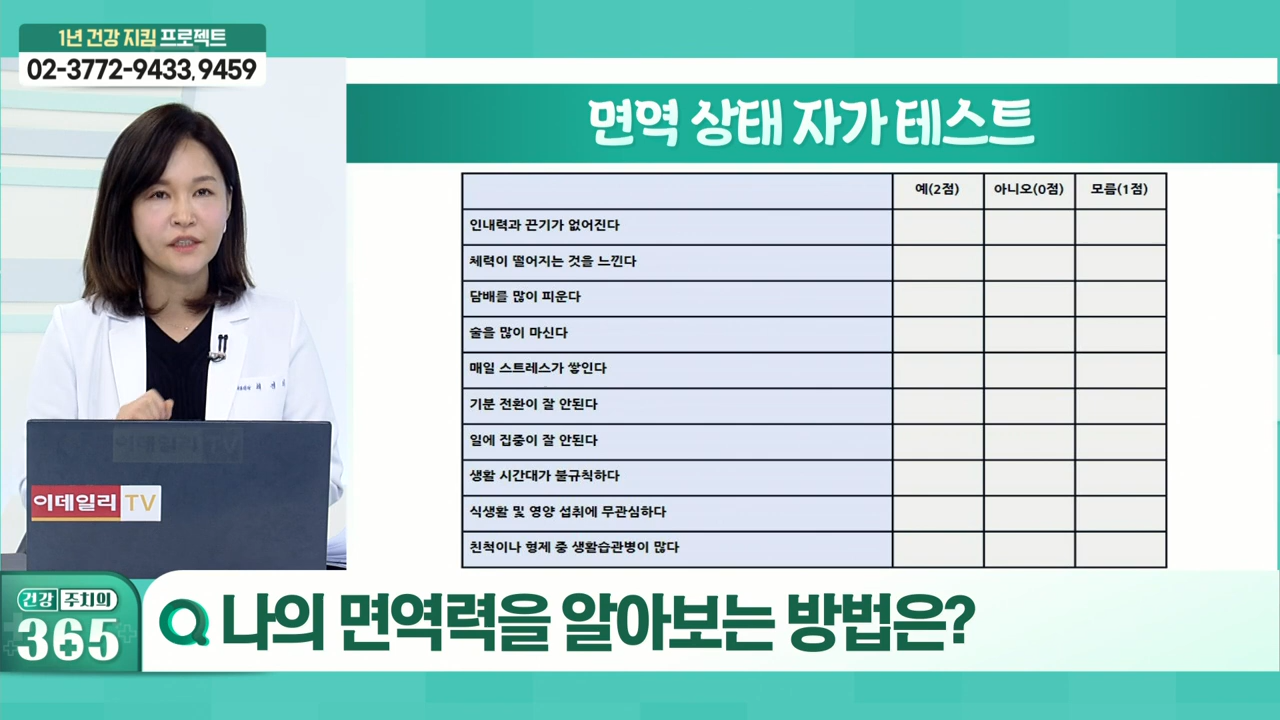 1년 건강 지킴 프로젝트
02-3772-9433, 9459
면역 상태 자가 테스트
예(2점) 아니오(0점) 모름(1점)
인내력과 끈기가 없어진다
체력이 떨어지는 것을 느낀다
담배를 많이 피운다
술을 많이 마신다
매일 스트레스가 쌓인다
기분 전환이 잘 안된다
일에 집중이 잘 안된다
생활 시간대가 불규칙하다
식생활 및 영양 섭취에 무관심하다
친척이나 형제 중 생활습관병이 많다
이데일리 TV
이데일리 TV
건강 주치의
365
Q 나의 면역력을 알아보는 방법은?